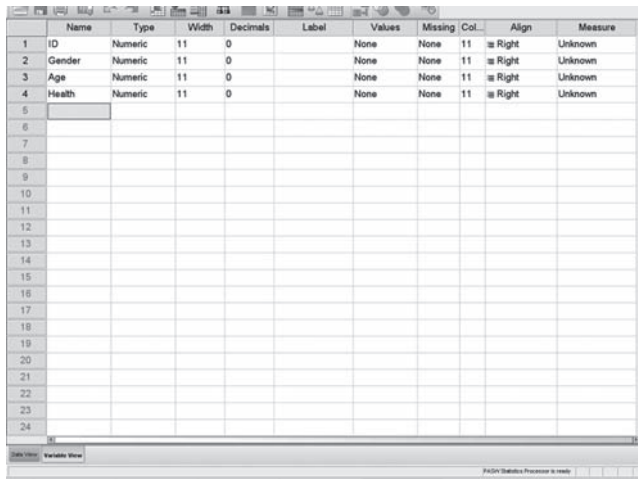 Name Type Width Decimals Label Values Missing Col... Align Measure
1 ID Numeric 11 0 None None 11 Right Unknown
2 Gender Numeric 11 0 None None 11 Right Unknown
3 Age Numeric 11 0 None None 11 Right Unknown
4 Health Numeric 11 0 None None 11 Right Unknown
5
6
7
8
9
10
11
12
13
14
15
16
17
18
19
20
21
22
23
24
Data View Variable View
PASW Statistics Processor is ready